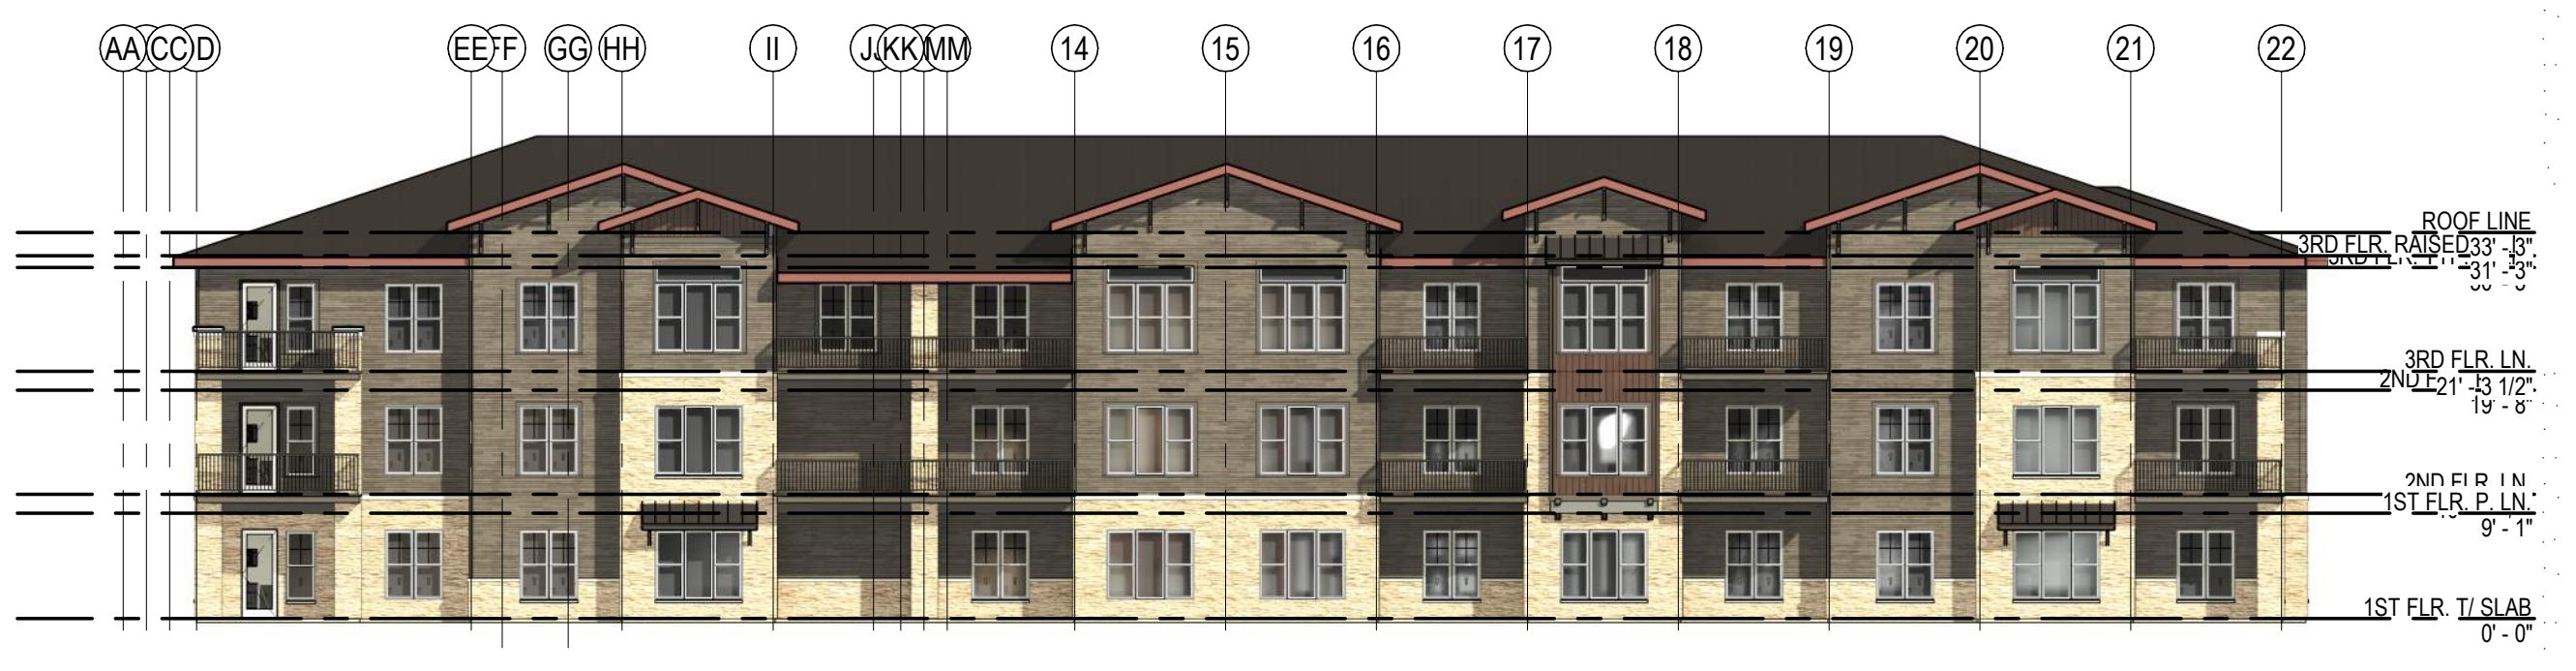 AA CC D EE FF GG HH II KK MM 14 15 16 17 18 19 20 21 22
ROOF LINE
3RD FLR. RAISED 33' - 3"
31' - 3"
3RD FLR. LN.
21' - 3 1/2"
19' - 8"
2ND FLR. LN.
1ST FLR. P. LN.
9' - 1"
1ST FLR. T/ SLAB
0' - 0"